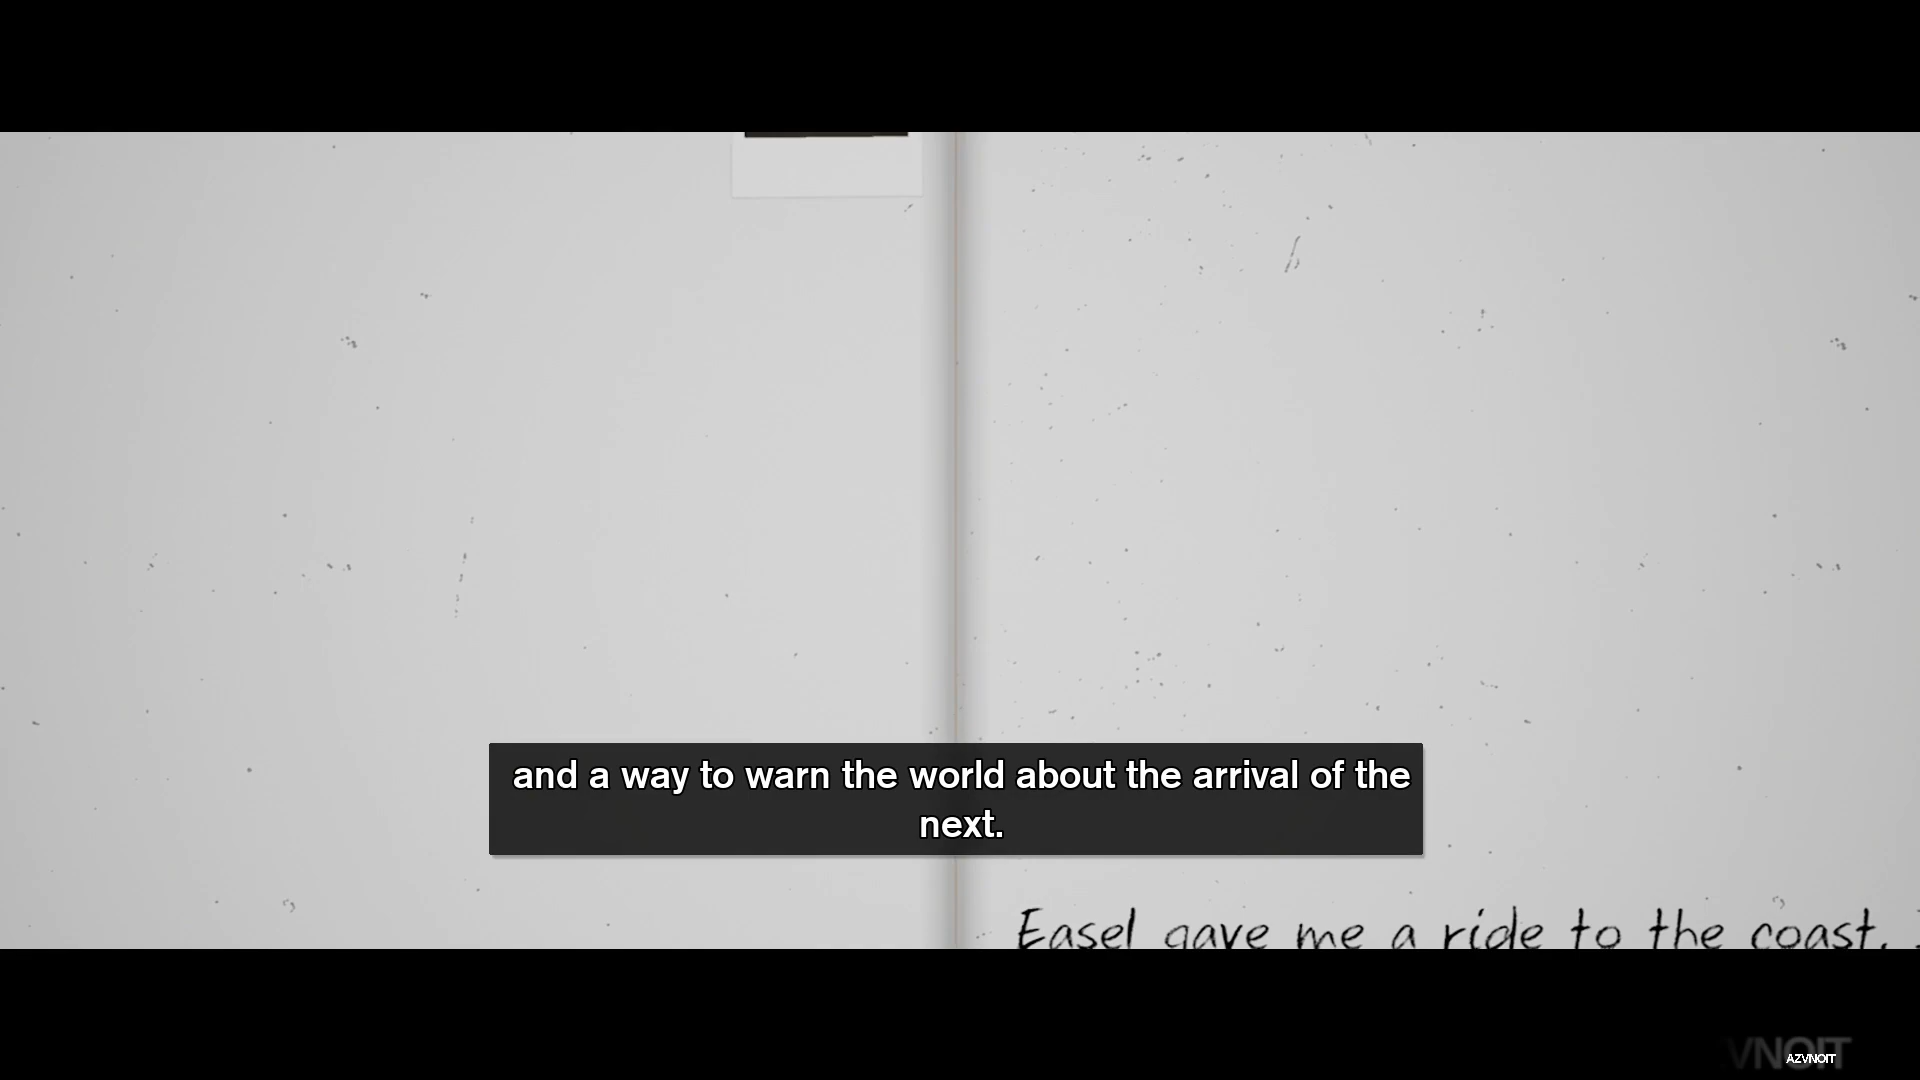 and a way to warn the world about the arrival of the
next.
Easel gave me a ride to the coast.
VNOIT
AZVNOIT